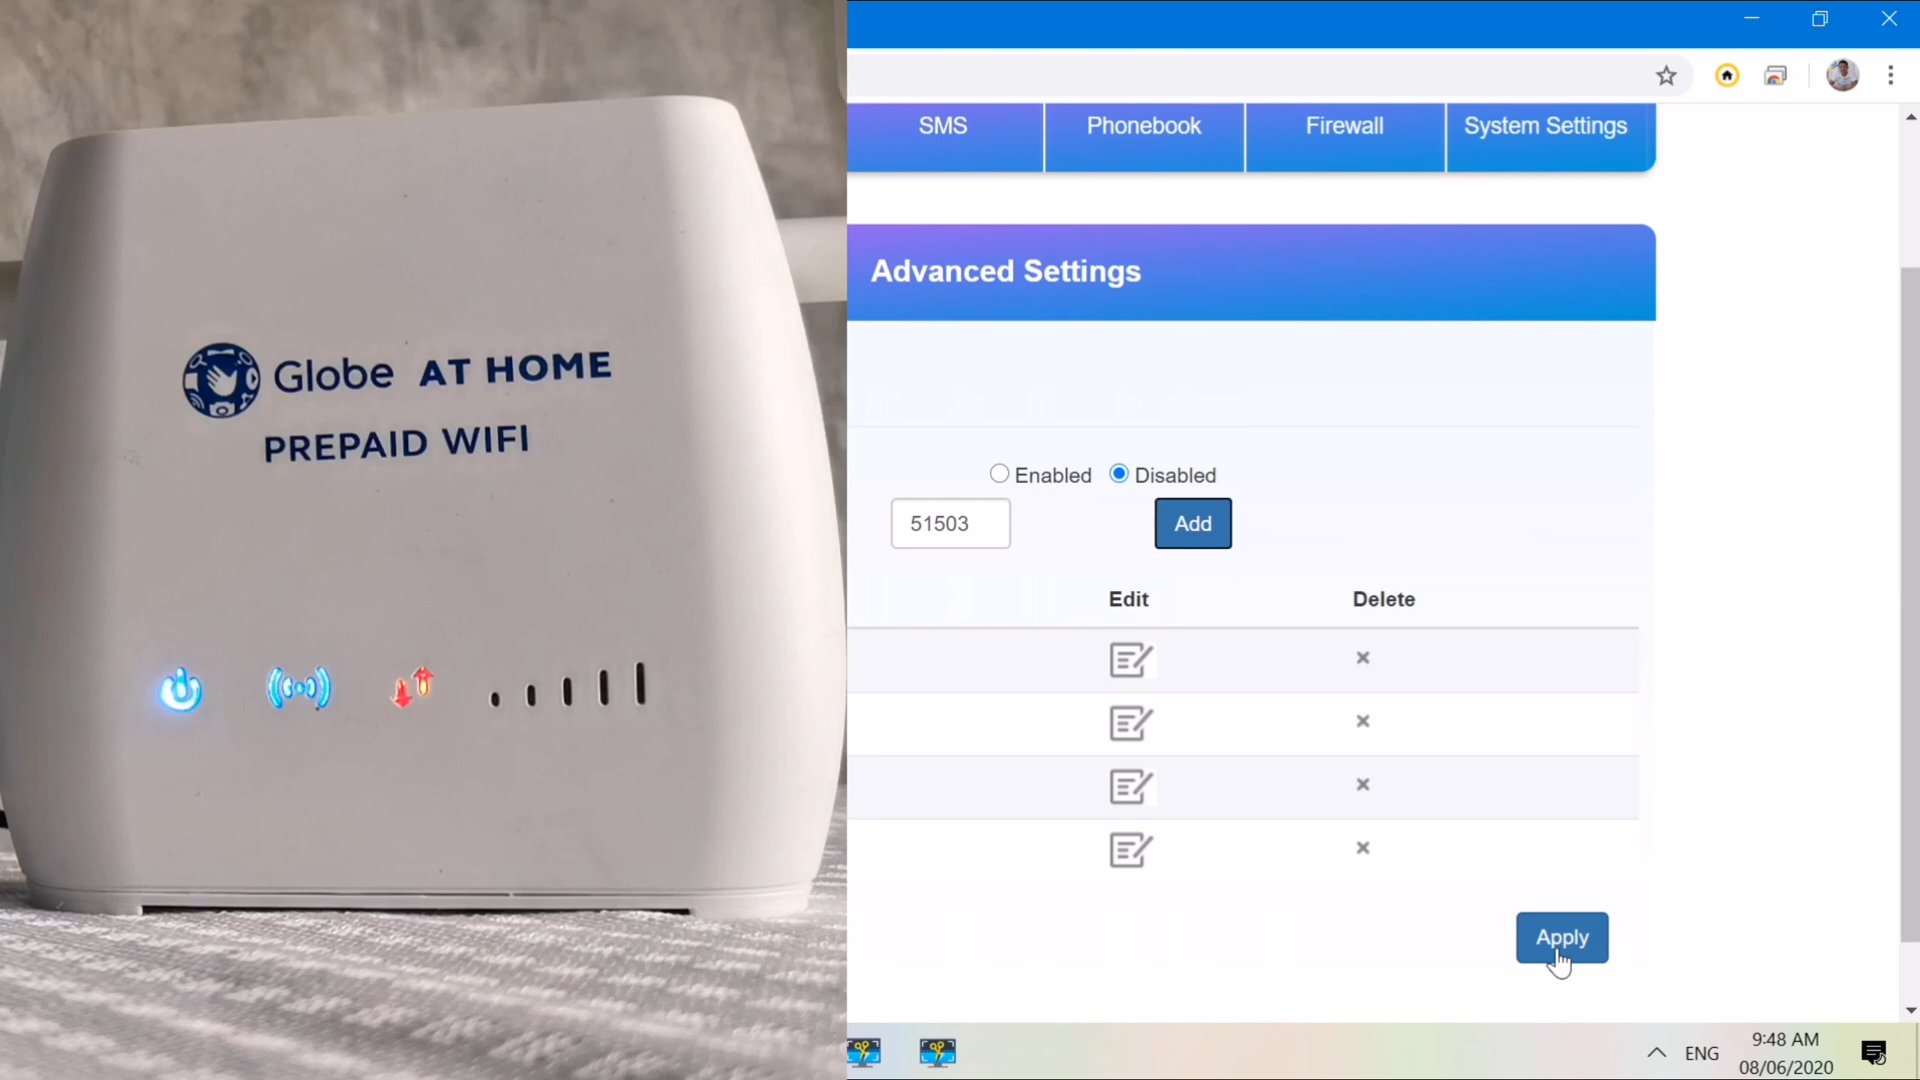 Globe AT HOME
PREPAID WIFI
SMS
Phonebook
Firewall
System Settings
Advanced Settings
Enabled
Disabled
51503
Add
Edit
Delete
Apply
ENG
9:48 AM
08/06/2020